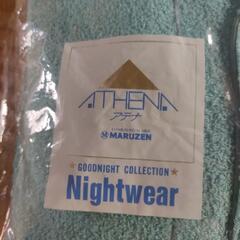 ATHENA
アテナ
MARUZEN
★ GOODNIGHT COLLECTION ★
Nightwear